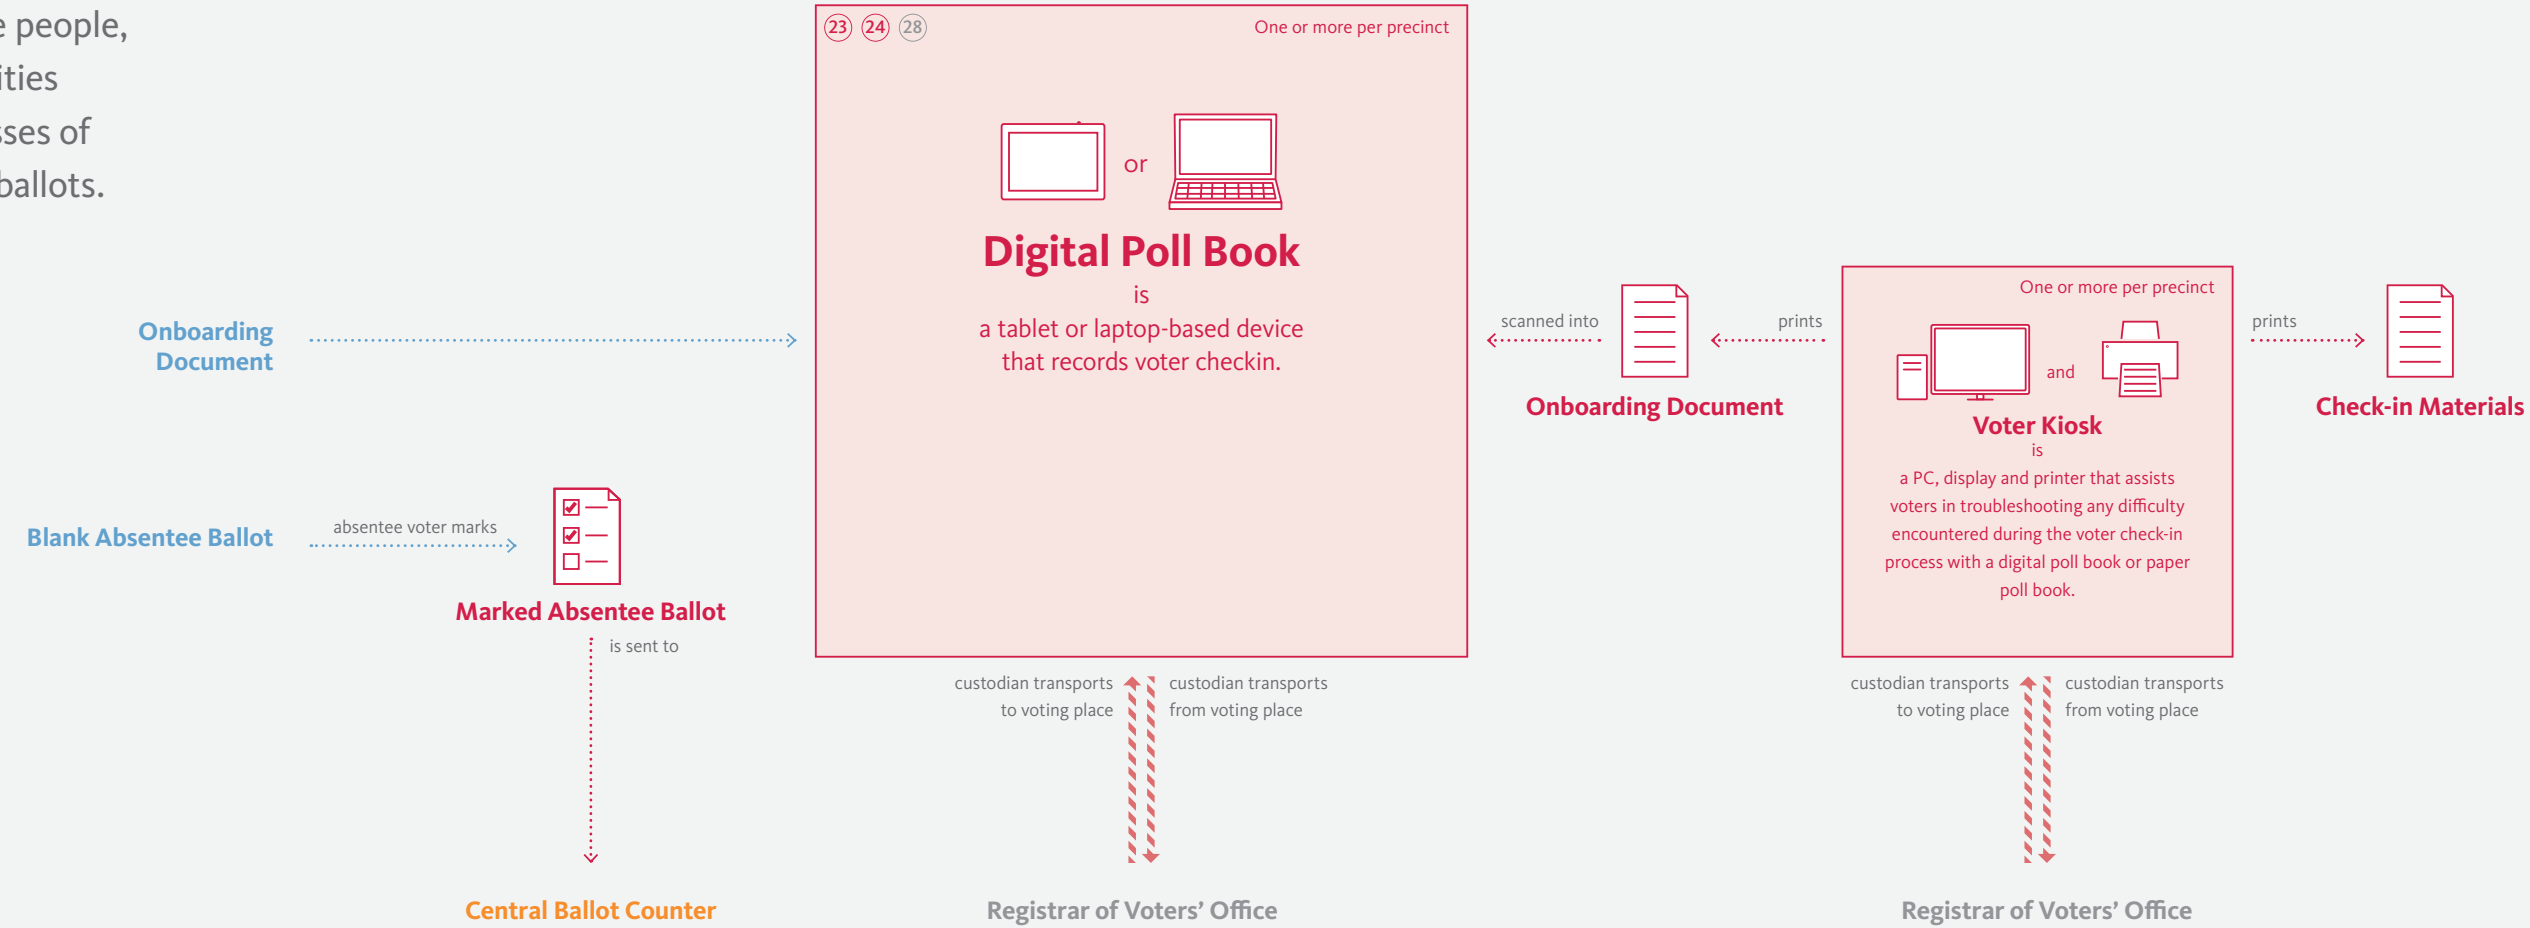 people,
ities
sses of
ballots.
23 24 28
One or more per precinct
or
Digital Poll Book
is
a tablet or laptop-based device
that records voter checkin.
Onboarding
Document
Blank Absentee Ballot
absentee voter marks
Marked Absentee Ballot
is sent to
Central Ballot Counter
custodian transports
to voting place
custodian transports
from voting place
Registrar of Voters’ Office
scanned into
Onboarding Document
prints
One or more per precinct
and
Voter Kiosk
is
a PC, display and printer that assists
voters in troubleshooting any difficulty
encountered during the voter check-in
process with a digital poll book or paper
poll book.
prints
Check-in Materials
custodian transports
to voting place
custodian transports
from voting place
Registrar of Voters’ Office